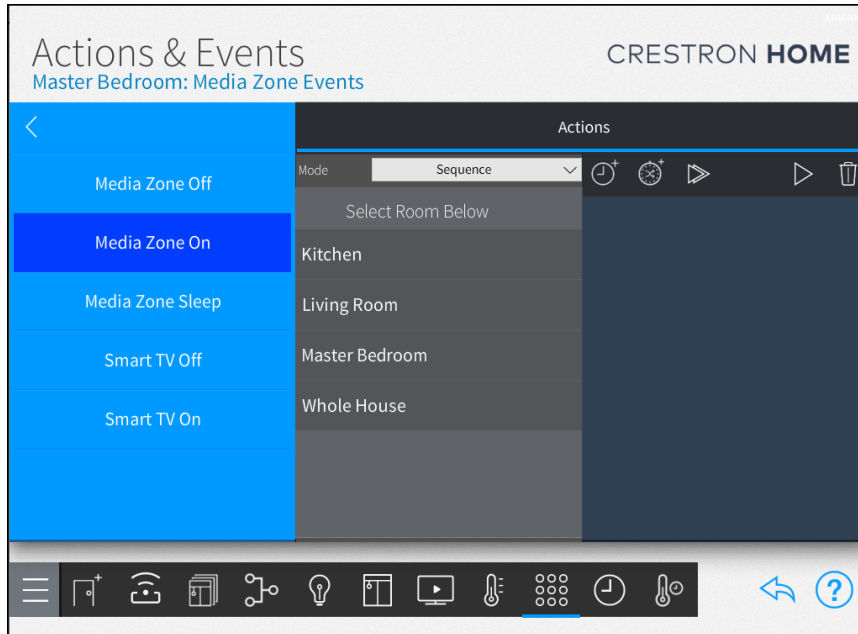 Actions & Events
CRESTRON HOME
Master Bedroom: Media Zone Events
Actions
Media Zone Off
Media Zone On
Media Zone Sleep
Smart TV Off
Smart TV On
Mode
Sequence
Select Room Below
Kitchen
Living Room
Master Bedroom
Whole House
?